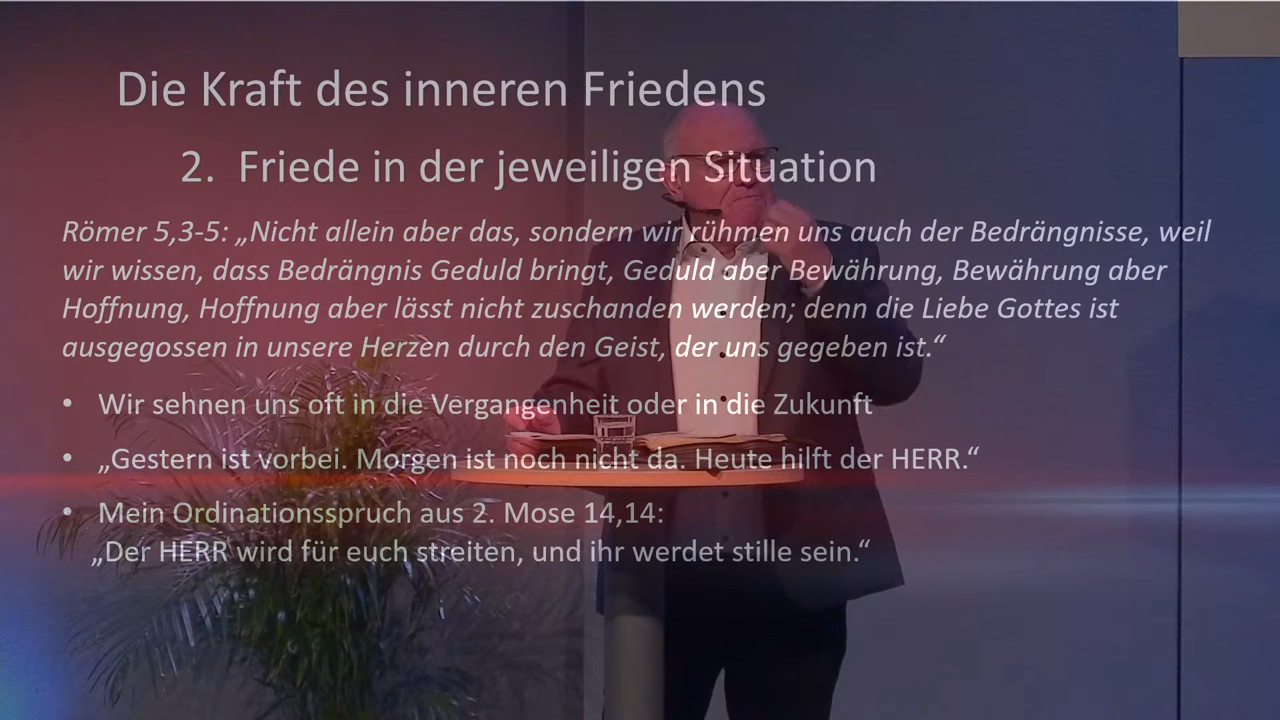 Die Kraft des inneren Friedens
2. Friede in der jeweiligen Situation
Römer 5,3-5: „Nicht allein aber das, sondern wir rühmen uns auch der Bedrängnisse, weil
wir wissen, dass Bedrängnis Geduld bringt, Geduld aber Bewährung, Bewährung aber
Hoffnung, Hoffnung aber lässt nicht zuschanden werden; denn die Liebe Gottes ist
ausgegossen in unsere Herzen durch den Geist, der uns gegeben ist.“
• Wir sehnen uns oft in die Vergangenheit oder in die Zukunft
• „Gestern ist vorbei. Morgen ist noch nicht da. Heute hilft der HERR.“
• Mein Ordinationsspruch aus 2. Mose 14,14:
„Der HERR wird für euch streiten, und ihr werdet stille sein.“